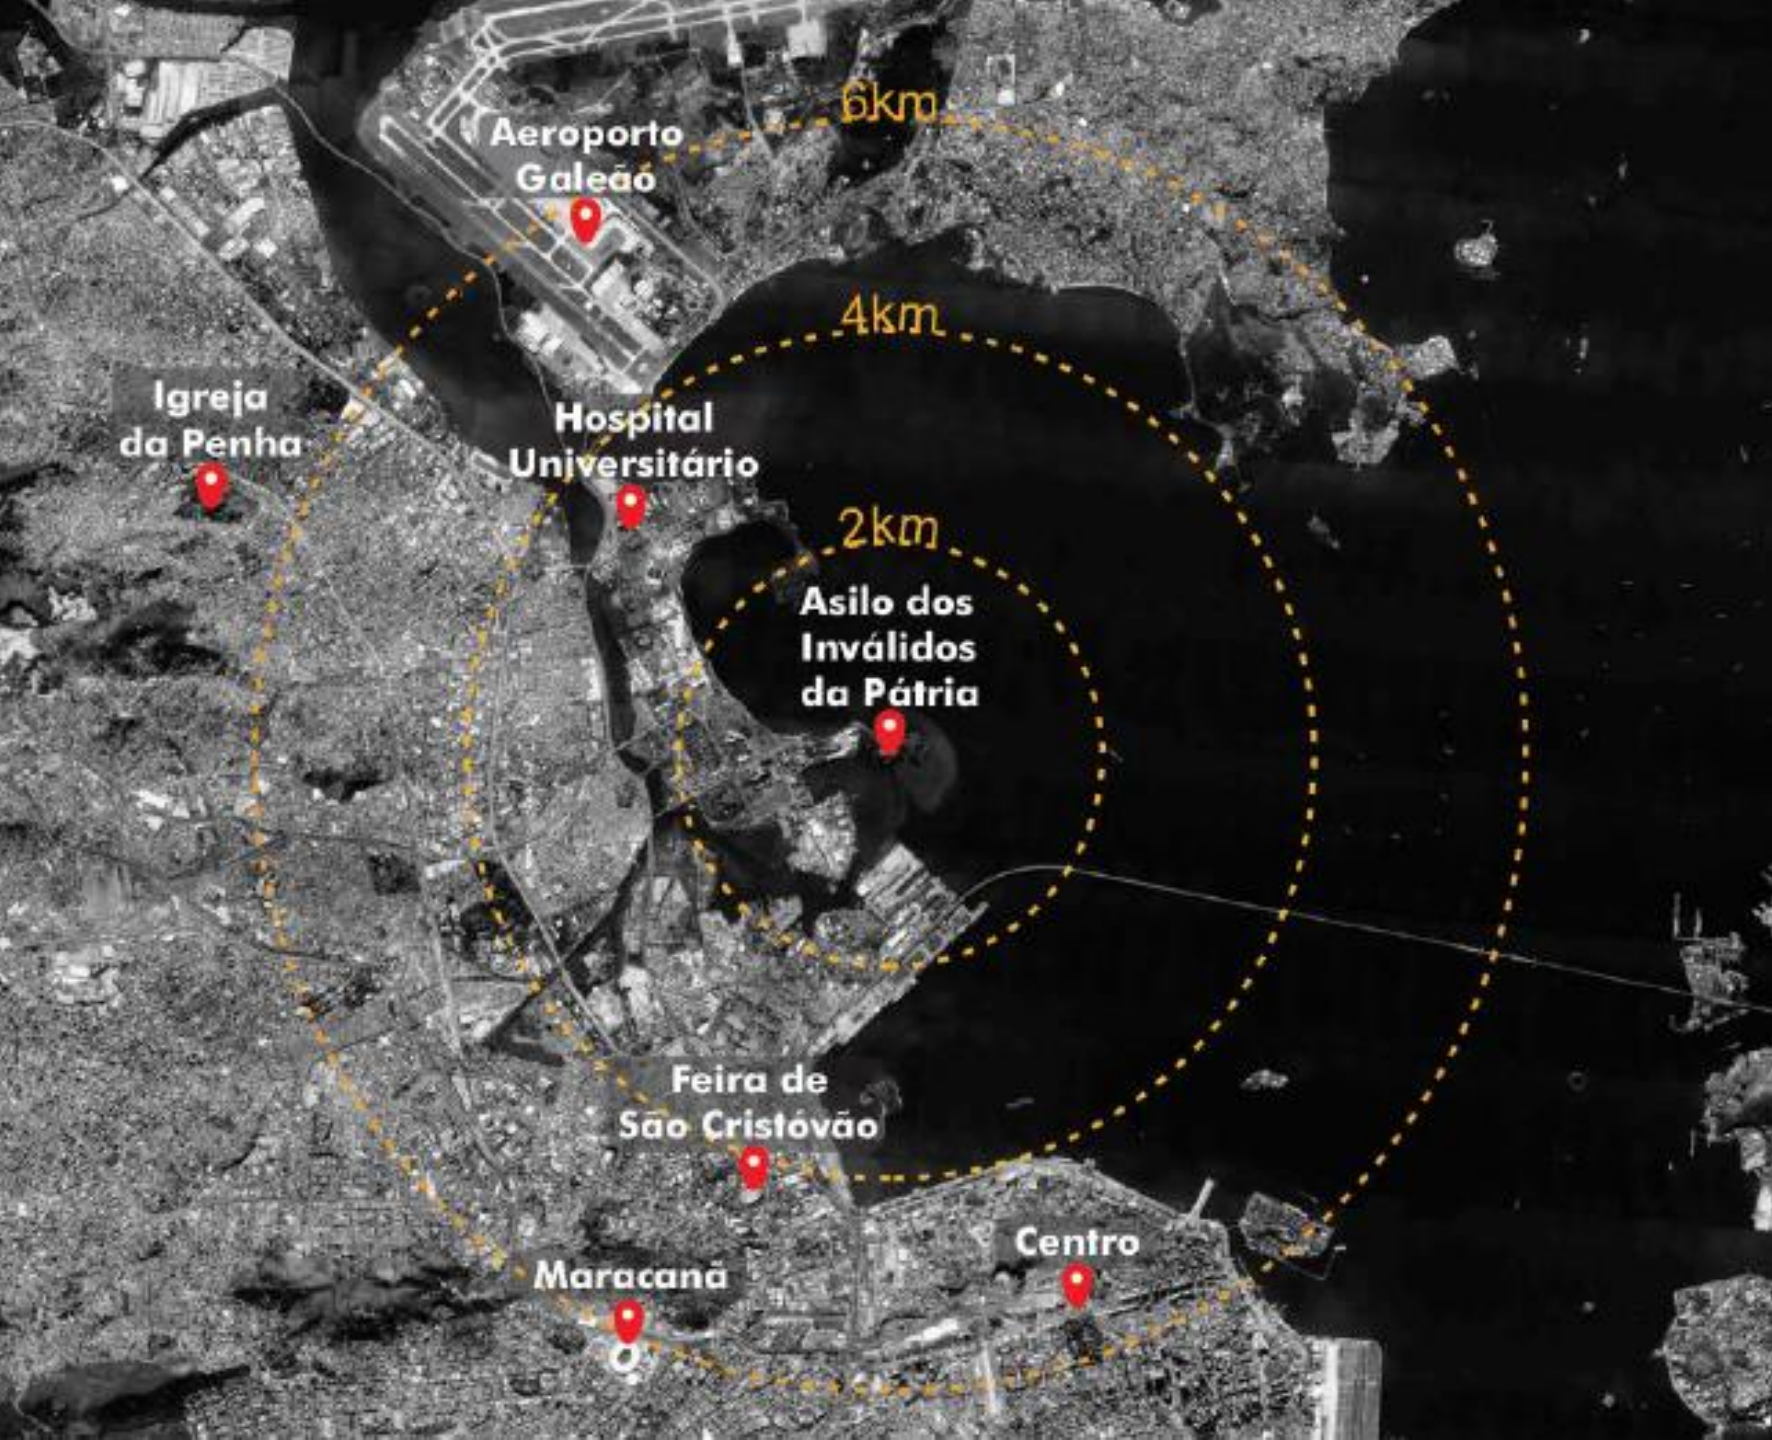 6km
Aeroporto
Galeão
4km
Igreja
da Penha
Hospital
Universitário
2km
Asilo dos
Inválidos
da Pátria
Feira de
São Cristóvão
Centro
Maracanã